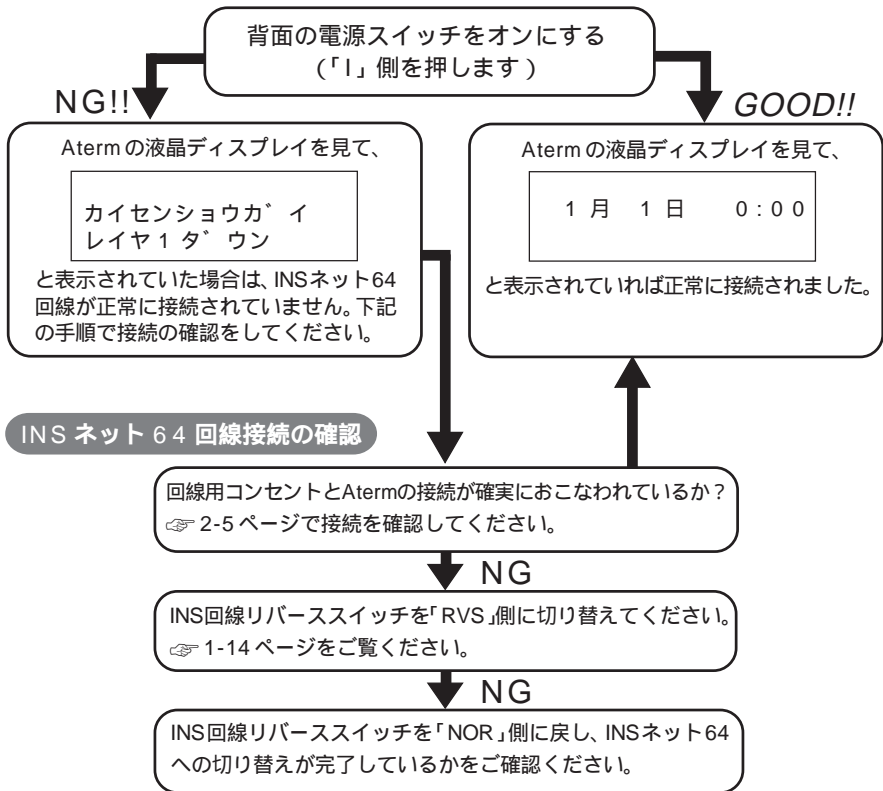 背面の電源スイッチをオンにする
(「I」側を押します)
NG!!
GOOD!!
Atermの液晶ディスプレイを見て、
カイセンショウカ゛イ
レイヤ1 タ゛ウン
と表示されていた場合は、INSネット64
回線が正常に接続されていません。下記
の手順で接続の確認をしてください。
Atermの液晶ディスプレイを見て、
1月 1日 0:00
と表示されていれば正常に接続されました。
INSネット64回線接続の確認
回線用コンセントとAtermの接続が確実におこなわれているか?
☞ 2-5ページで接続を確認してください。
NG
INS回線リバーススイッチを「RVS」側に切り替えてください。
☞ 1-14ページをご覧ください。
NG
INS回線リバーススイッチを「NOR」側に戻し、INSネット64
への切り替えが完了しているかをご確認ください。